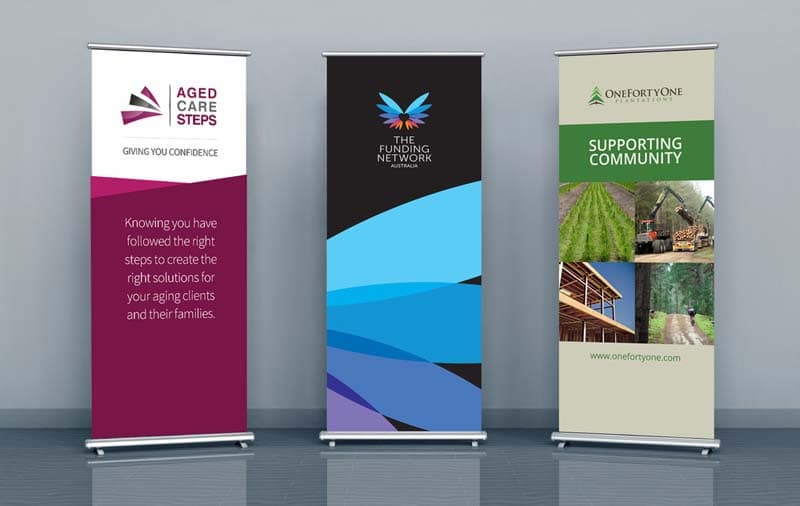 AGED
CARE
STEPS
GIVING YOU CONFIDENCE
Knowing you have
followed the right
steps to create the
right solutions for
your aging clients
and their families.
THE
FUNDING
NETWORK
AUSTRALIA
ONEFORTYONE
PLANTATIONS
SUPPORTING
COMMUNITY
www.onefortyone.com